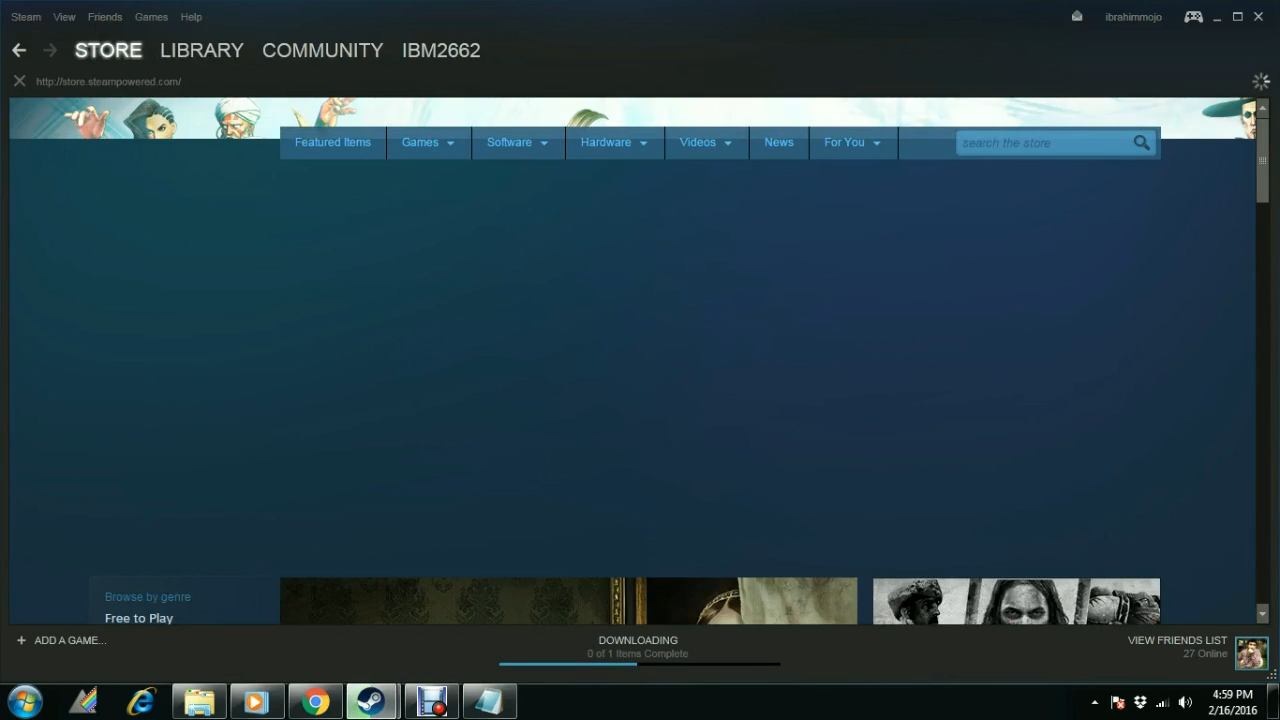 Steam View Friends Games Help ibrahimmojo
STORE LIBRARY COMMUNITY IBM2662
http://store.steampowered.com/
Featured Items Games Software Hardware Videos News For You search the store
Browse by genre
Free to Play
+ ADD A GAME... DOWNLOADING VIEW FRIENDS LIST
0 of 1 Items Complete 27 Online
4:59 PM
2/16/2016